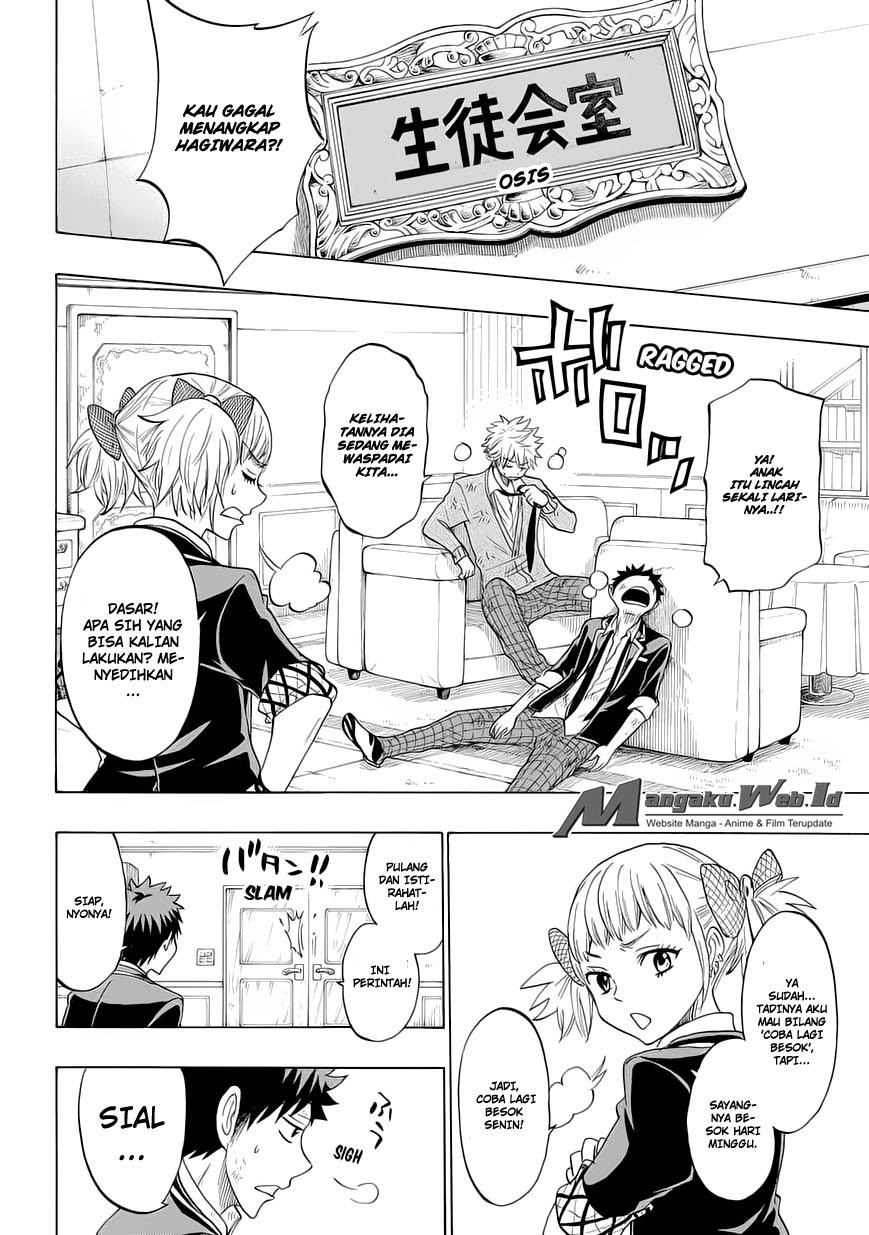 KAU GAGAL
MENANGKAP
HAGIWARA?!
生徒会室
OSIS
ボロ…
RAGGED
YA!
ANAK
ITU LINCAH
SEKALI LARI-
NYA..!!
KELIHA-
TANNYA DIA
SEDANG ME-
WASPADAI
KITA...
DASAR!
APA SIH YANG
BISA KALIAN
LAKUKAN? ME-
NYEDIHKAN
...
Mangaku.Web.Id
Website Manga - Anime & Film Terupdate
YA
SUDAH...
TADINYA AKU
MAU BILANG
'COBA LAGI
BESOK',
TAPI...
SAYANG-
NYA BE-
SOK HARI
MINGGU.
JADI,
COBA LAGI
BESOK
SENIN!
PULANG
DAN ISTI-
RAHAT-
LAH!
INI
PERINTAH!
バタン!!
SLAM
SIAP,
NYONYA!
ふぅ
SIGH
SIAL
...